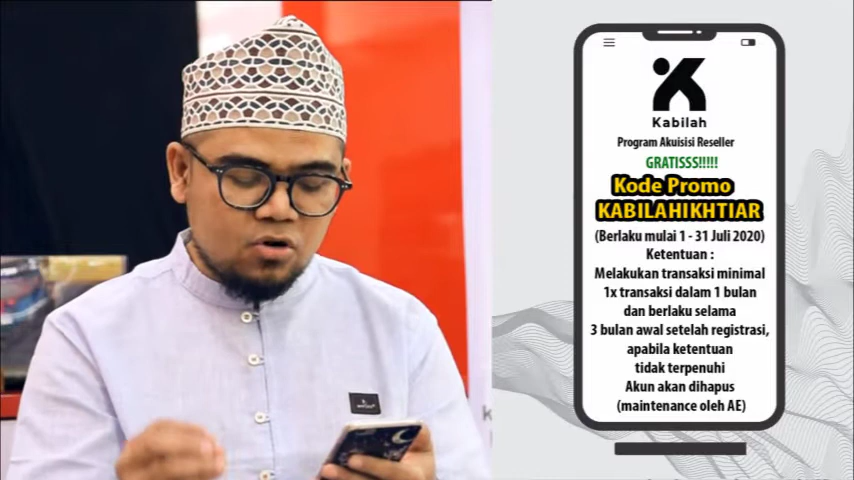 Kabilah
Program Akuisisi Reseller
GRATISSS!!!!!
Kode Promo
KABILAHIKHTIAR
(Berlaku mulai 1 - 31 Juli 2020)
Ketentuan :
Melakukan transaksi minimal
1x transaksi dalam 1 bulan
dan berlaku selama
3 bulan awal setelah registrasi,
apabila ketentuan
tidak terpenuhi
Akun akan dihapus
(maintenance oleh AE)